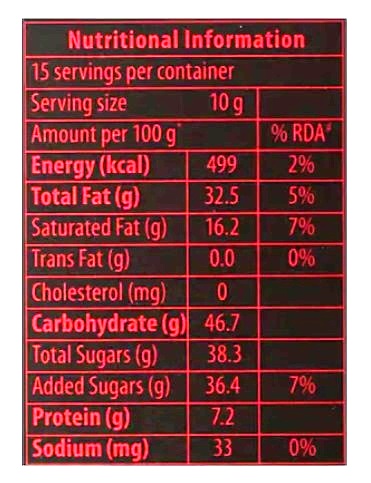 Nutritional Information
15 servings per container
Serving size 10 g
Amount per 100 g* % RDA#
Energy (kcal) 499 2%
Total Fat (g) 32.5 5%
Saturated Fat (g) 16.2 7%
Trans Fat (g) 0.0 0%
Cholesterol (mg) 0
Carbohydrate (g) 46.7
Total Sugars (g) 38.3
Added Sugars (g) 36.4 7%
Protein (g) 7.2
Sodium (mg) 33 0%